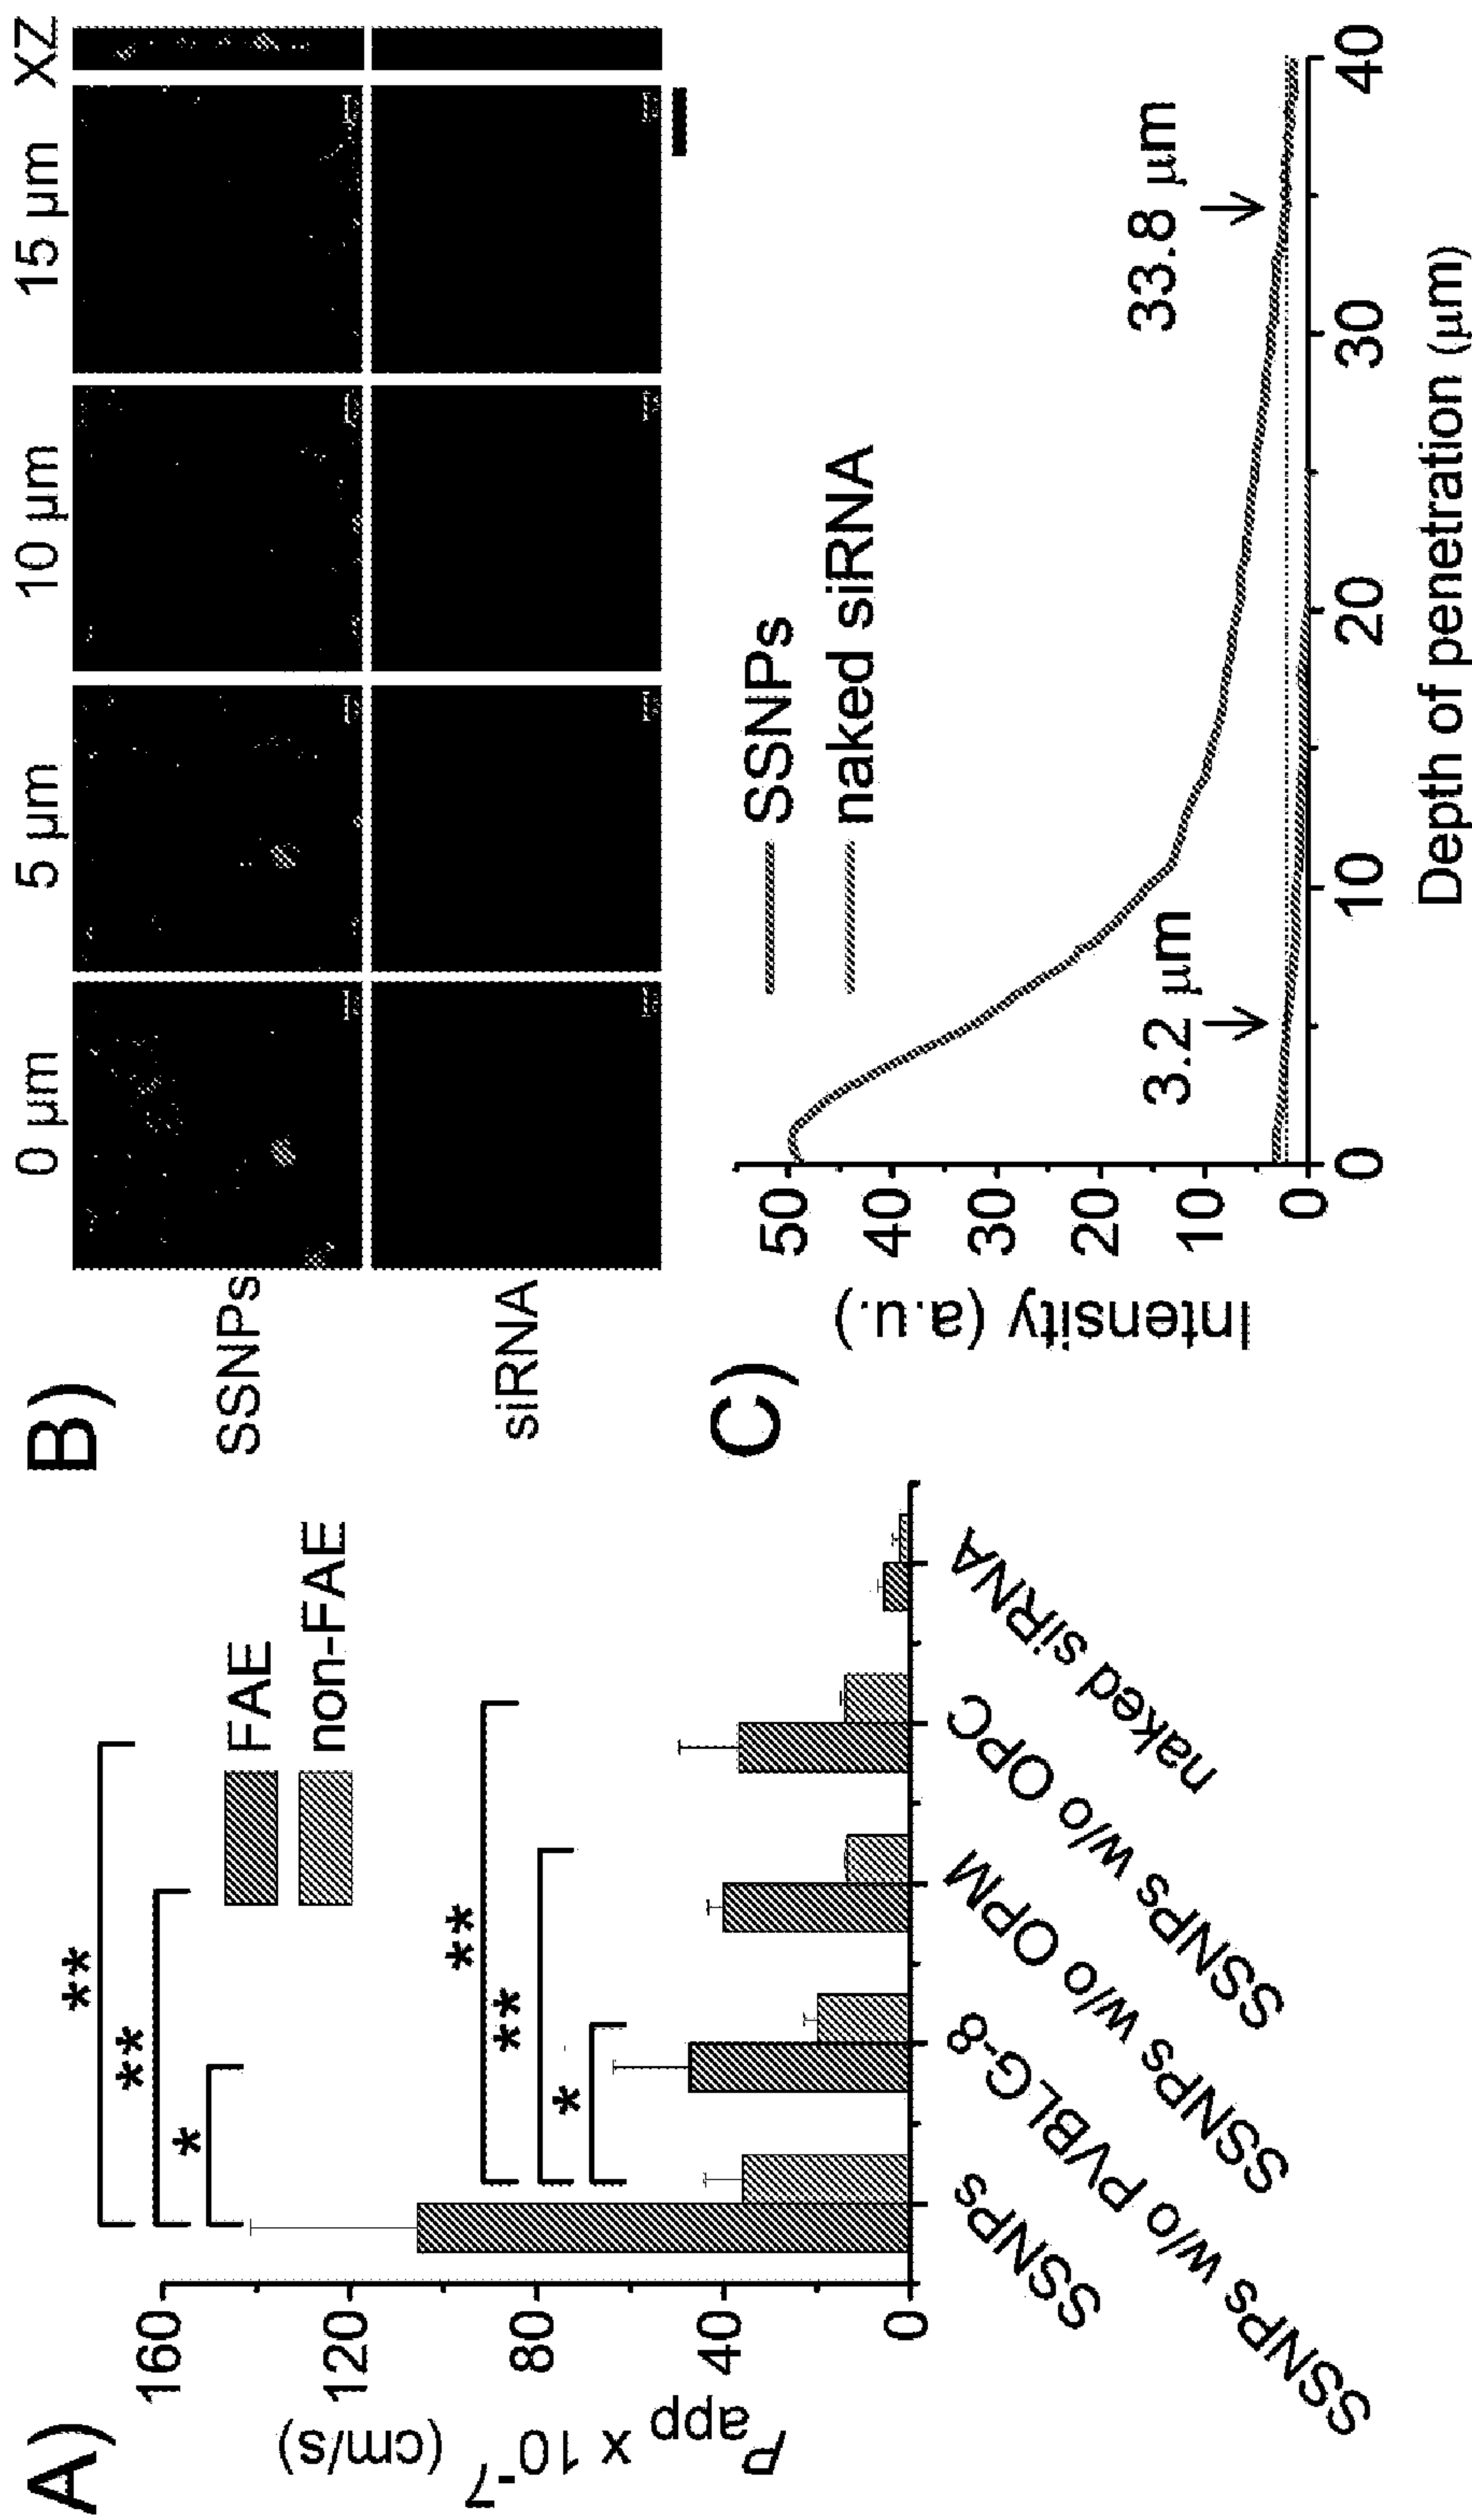 A)
P app x 10-7 (cm/s)
160
120
80
40
0
**
**
*
**
**
*
FAE
non-FAE
SSNPs
SSNPs w/o PVBLG-8
SSNPs w/o OPM
SSNPs w/o OPC
naked siRNA
B)
0 μm 5 μm 10 μm 15 μm XZ
SSNPs
siRNA
C)
Intensity (a.u.)
50
40
30
20
10
0
SSNPs
naked siRNA
3.2 μm
33.8 μm
0 10 20 30 40
Depth of penetration (μm)